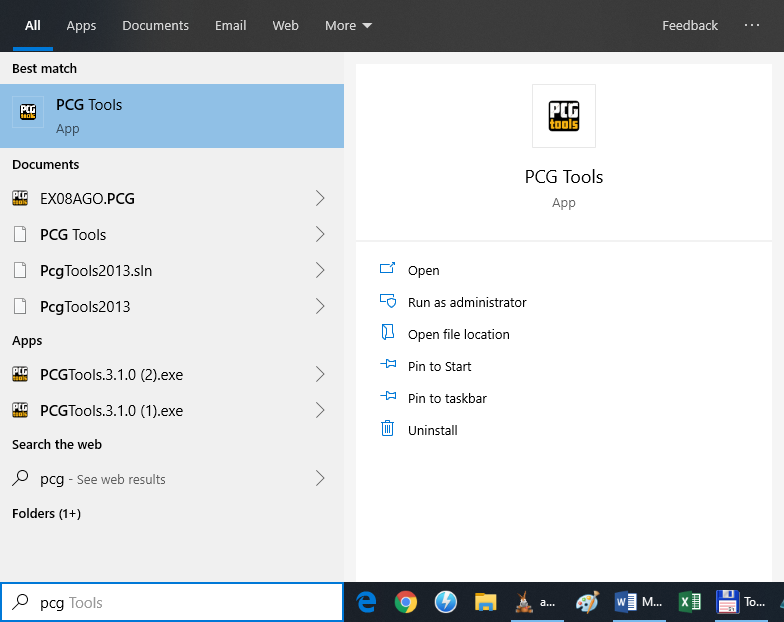 All Apps Documents Email Web More Feedback ...
Best match
PCG Tools
App
Documents
EX08AGO.PCG
PCG Tools
PcgTools2013.sln
PcgTools2013
Apps
PCGTools.3.1.0 (2).exe
PCGTools.3.1.0 (1).exe
Search the web
pcg - See web results
Folders (1+)
pcg Tools
PCG
tools
PCG Tools
App
Open
Run as administrator
Open file location
Pin to Start
Pin to taskbar
Uninstall
a... M... To...